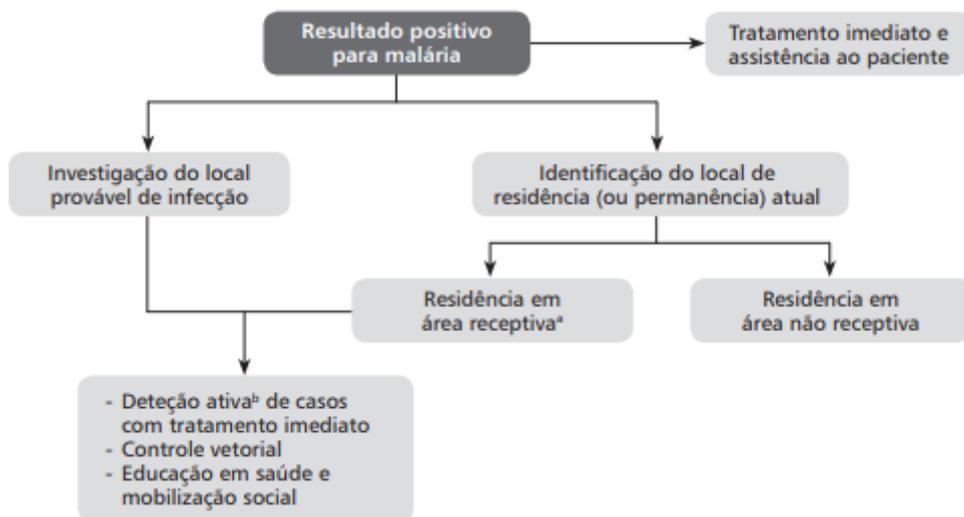 Resultado positivo
para malária
Tratamento imediato e
assistência ao paciente
Investigação do local
provável de infecção
Identificação do local de
residência (ou permanência) atual
Residência em
área receptivaª
Residência em
área não receptiva
- Deteção ativaᵇ de casos
com tratamento imediato
- Controle vetorial
- Educação em saúde e
mobilização social